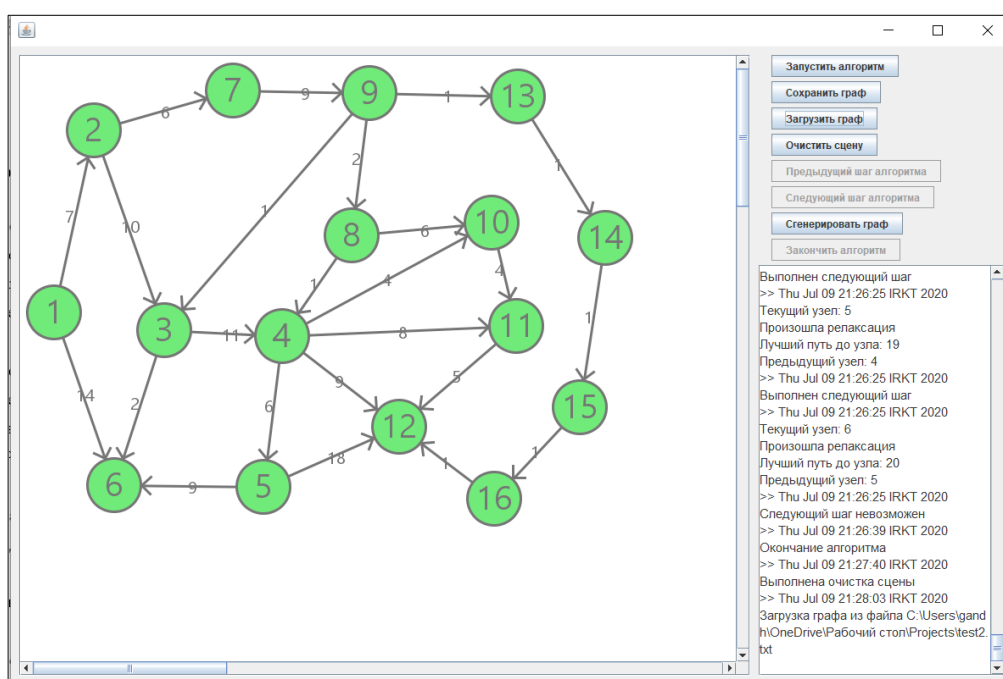 7
9
13
2
6
9
1
2
1
7
10
1
8
6
10
14
1
4
4
1
3
11
4
8
11
1
14
2
6
9
5
15
12
6
9
5
18
1
1
16
Запустить алгоритм
Сохранить граф
Загрузить граф
Очистить сцену
Предыдущий шаг алгоритма
Следующий шаг алгоритма
Сгенерировать граф
Закончить алгоритм
Выполнен следующий шаг
>> Thu Jul 09 21:26:25 IRKT 2020
Текущий узел: 5
Произошла релаксация
Лучший путь до узла: 19
Предыдущий узел: 4
>> Thu Jul 09 21:26:25 IRKT 2020
Выполнен следующий шаг
>> Thu Jul 09 21:26:25 IRKT 2020
Текущий узел: 6
Произошла релаксация
Лучший путь до узла: 20
Предыдущий узел: 5
>> Thu Jul 09 21:26:25 IRKT 2020
Следующий шаг невозможен
>> Thu Jul 09 21:26:39 IRKT 2020
Окончание алгоритма
>> Thu Jul 09 21:27:40 IRKT 2020
Выполнена очистка сцены
>> Thu Jul 09 21:28:03 IRKT 2020
Загрузка графа из файла C:\Users\gand
h\OneDrive\Рабочий стол\Projects\test2.
txt